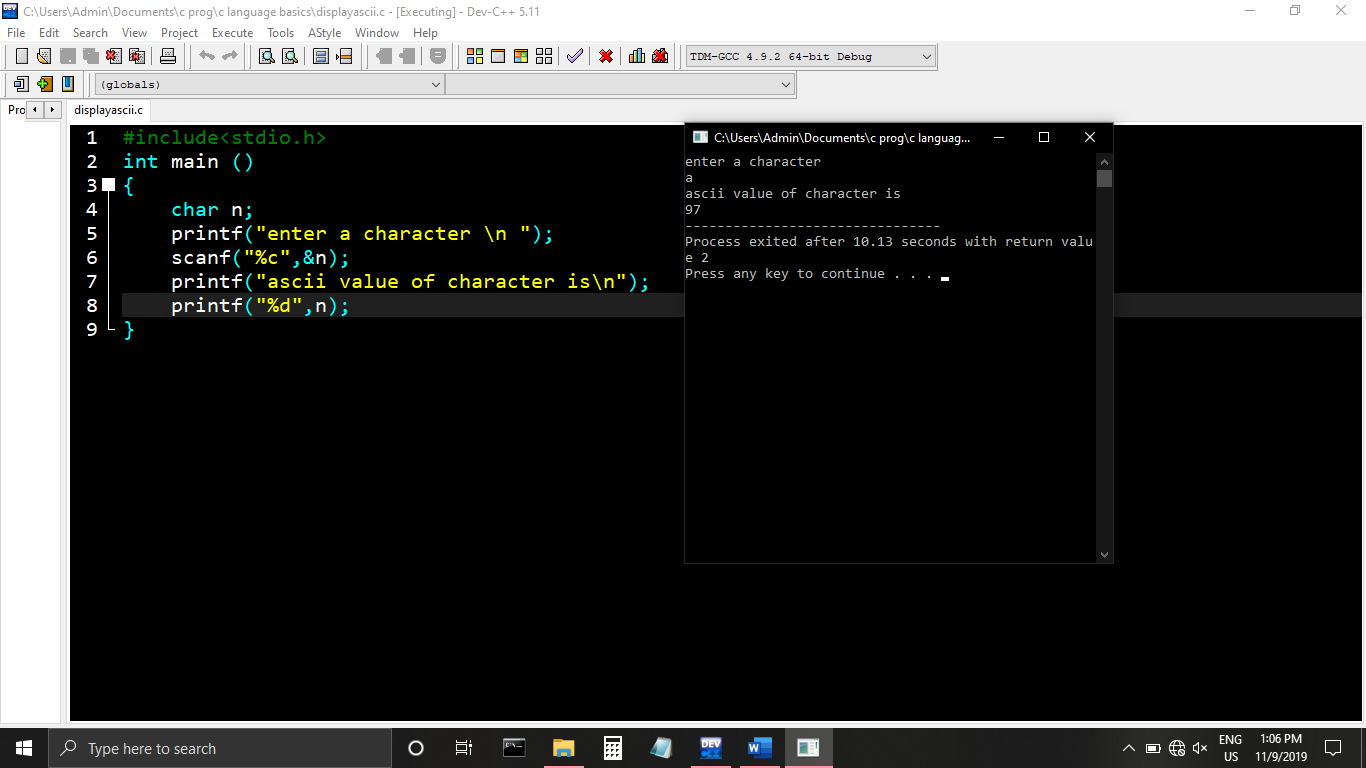 C:\Users\Admin\Documents\c prog\c language basics\displayascii.c - [Executing] - Dev-C++ 5.11
File Edit Search View Project Execute Tools AStyle Window Help
TDM-GCC 4.9.2 64-bit Debug
(globals)
Pro displayascii.c
1 #include<stdio.h>
2 int main ()
3 {
4 char n;
5 printf("enter a character \n ");
6 scanf("%c",&n);
7 printf("ascii value of character is\n");
8 printf("%d",n);
9 }
C:\Users\Admin\Documents\c prog\c languag...
enter a character
a
ascii value of character is
97
--------------------------------
Process exited after 10.13 seconds with return valu
e 2
Press any key to continue . . .
Type here to search
DEV
W
ENG
US
1:06 PM
11/9/2019